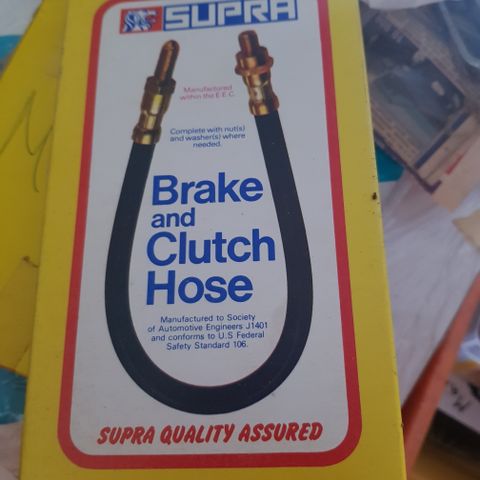 SUPRA
Manufactured
within the E.E.C.
Complete with nut(s)
and washer(s) where
needed.
Brake
and
Clutch
Hose
Manufactured to Society
of Automotive Engineers J1401
and conforms to U.S Federal
Safety Standard 106.
SUPRA QUALITY ASSURED